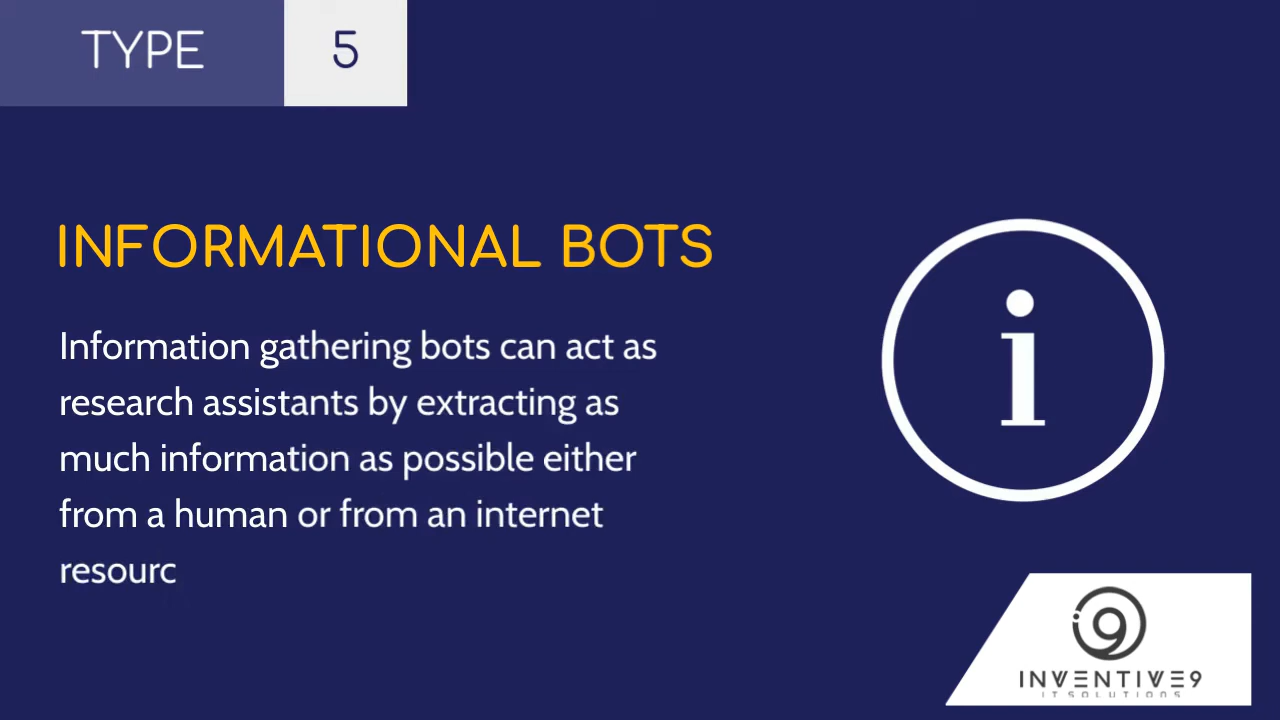 TYPE 5
INFORMATIONAL BOTS
Information gathering bots can act as
research assistants by extracting as
much information as possible either
from a human or from an internet
resourc
i
9
INVENTIVE9
IT SOLUTIONS